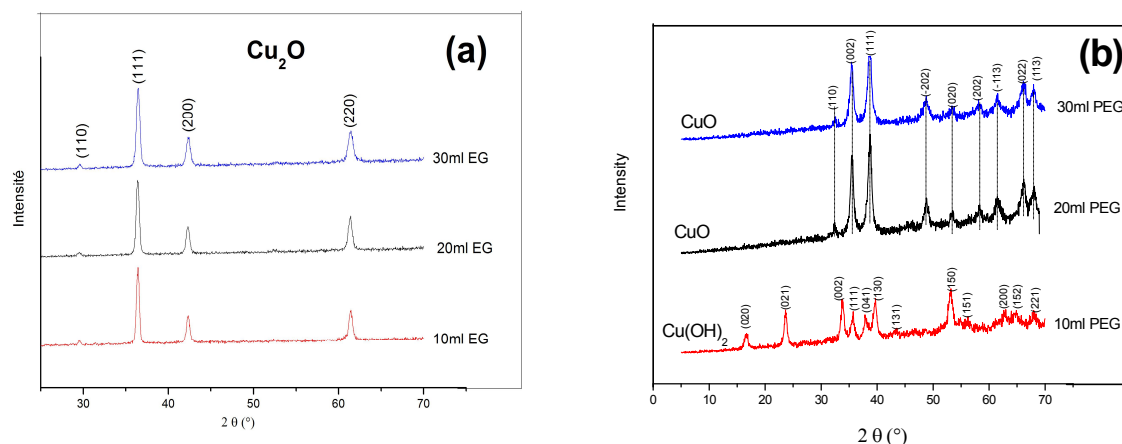 Cu₂O
(a)
(111)
(200)
(220)
(110)
30ml EG
20ml EG
10ml EG
Intensité
30
40
50
60
70
2 θ (°)
(b)
(111)
(002)
(110)
(-202)
(020)
(202)
(-113)
(022)
(113)
CuO
30ml PEG
20ml PEG
CuO
(020)
(021)
(002)
(111)
(041)
(130)
(131)
(150)
(151)
(200)
(152)
(221)
Cu(OH)₂
10ml PEG
Intensity
0
10
20
30
40
50
60
70
2 θ (°)